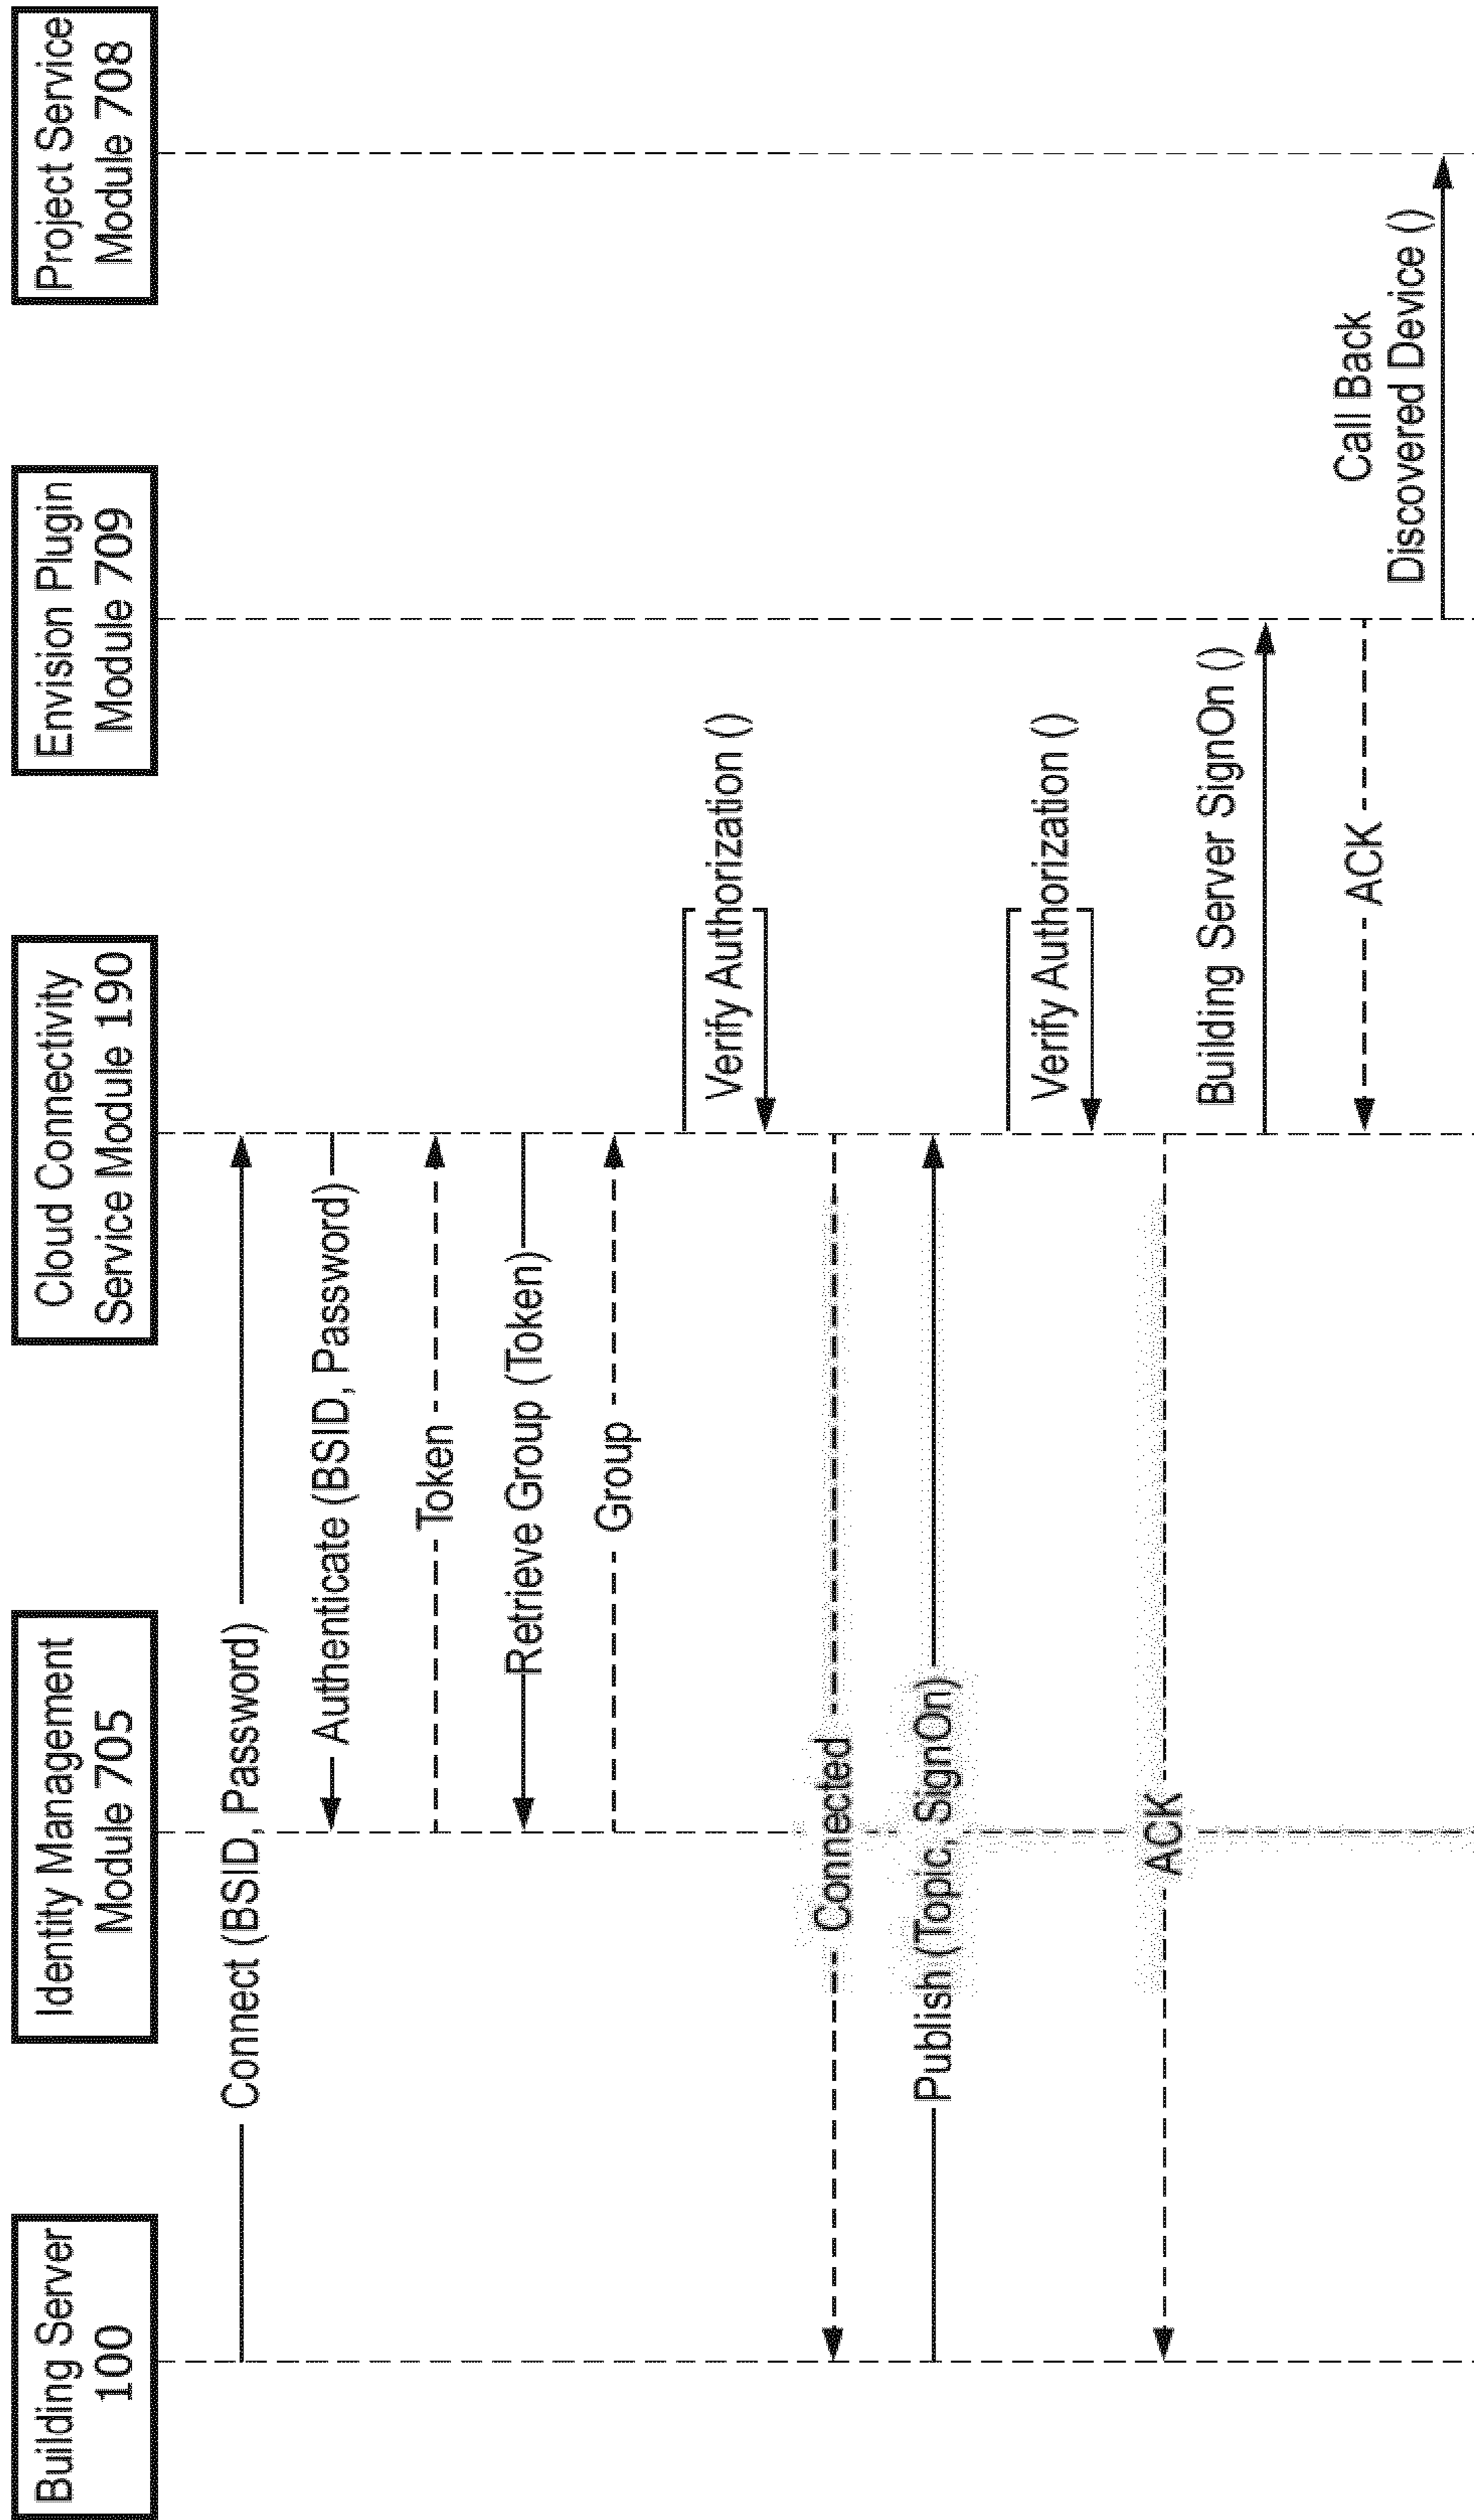 Building Server
100
Identity Management
Module 705
Cloud Connectivity
Service Module 190
Envision Plugin
Module 709
Project Service
Module 708
Connect (BSID, Password)
Authenticate (BSID, Password)
Token
Retrieve Group (Token)
Group
Verify Authorization ()
Connected
Publish (Topic, SignOn)
Verify Authorization ()
ACK
Building Server SignOn ()
ACK
Call Back
Discovered Device ()